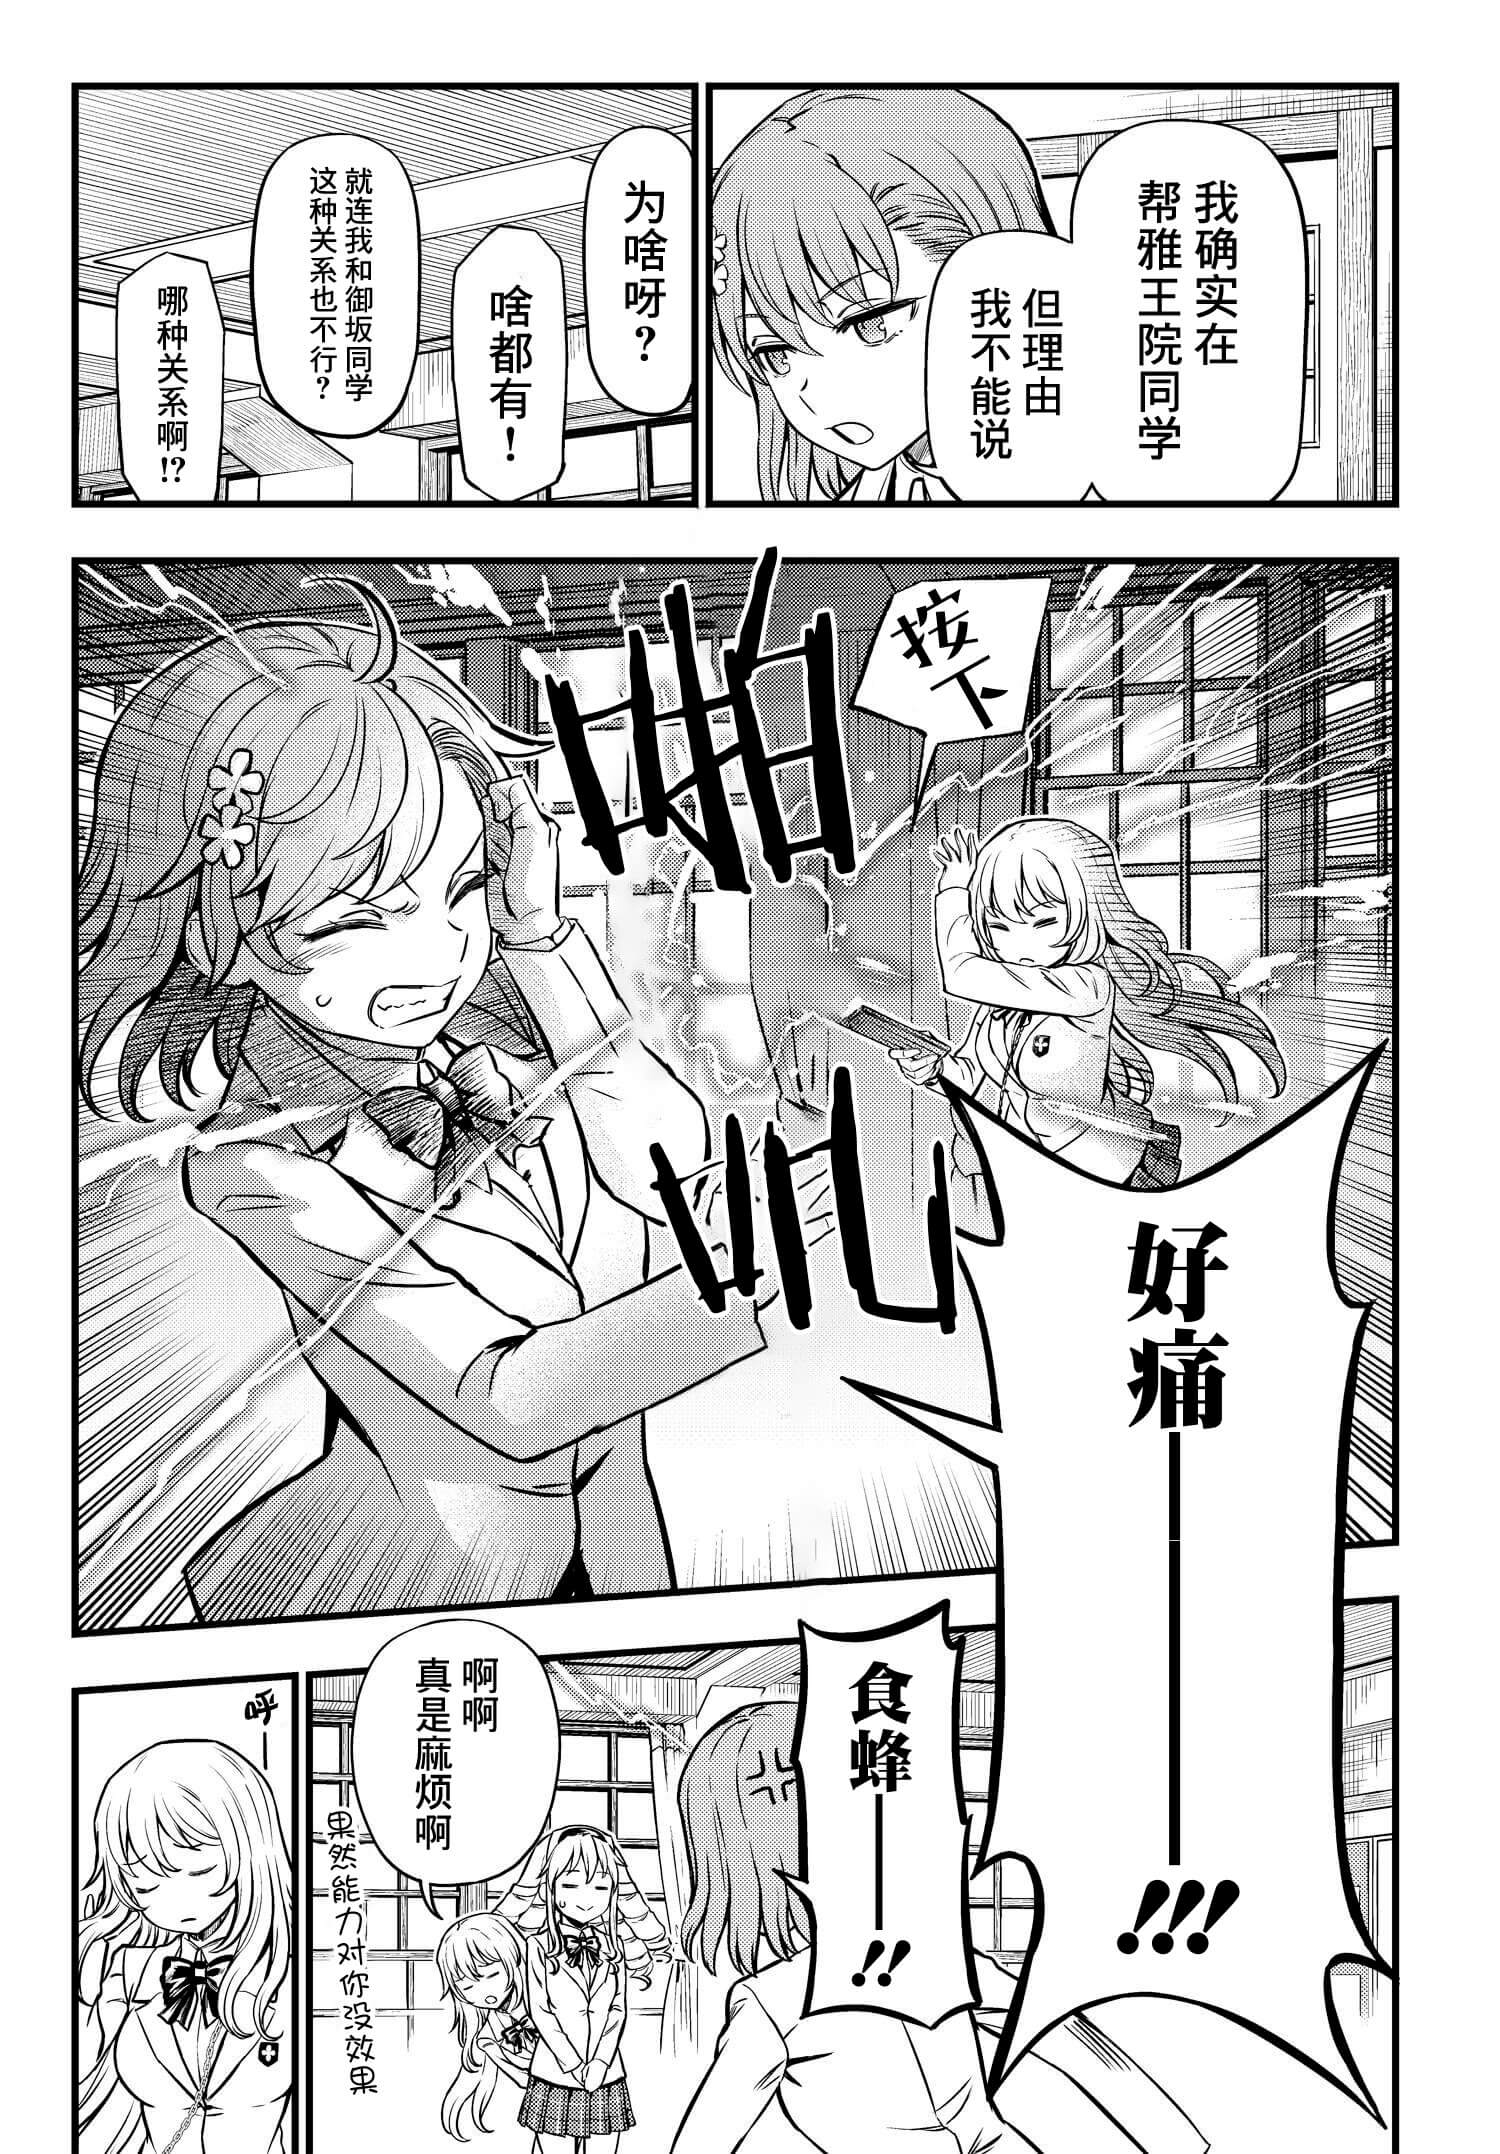 我确实在
帮雅王院同学
但理由
我不能说
为啥呀？
啥都有！
就连我和御坂同学
这种关系也不行？
哪种关系啊!?
按下
啪
叽
好痛——!!!
食蜂——!!
啊啊
真是麻烦啊
果然能力对你没效果
呼—